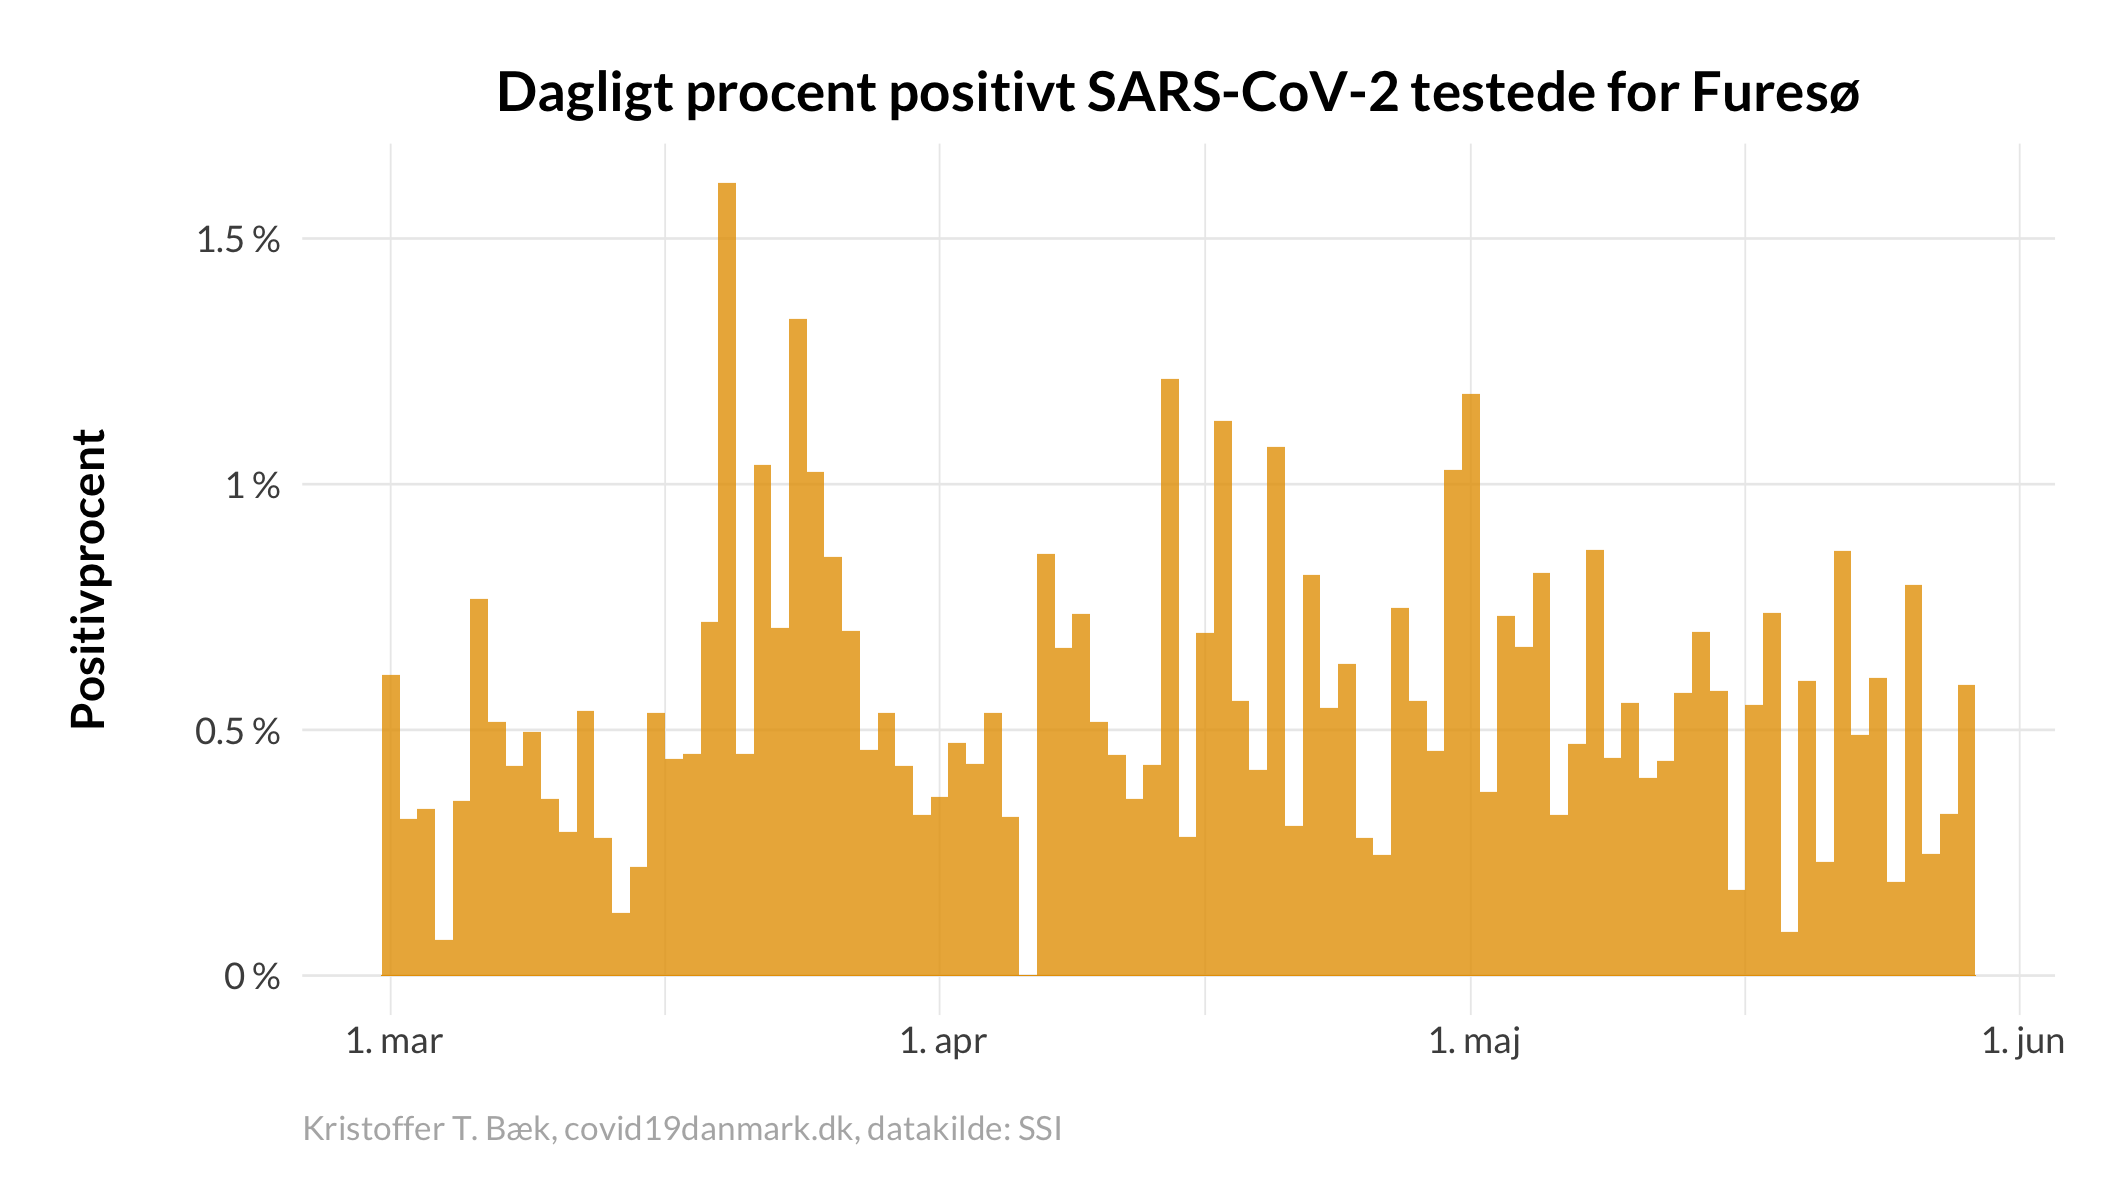 Dagligt procent positivt SARS-CoV-2 testede for Furesø
Positivprocent
1.5 %
1 %
0.5 %
0 %
1. mar
1. apr
1. maj
1. jun
Kristoffer T. Bæk, covid19danmark.dk, datakilde: SSI